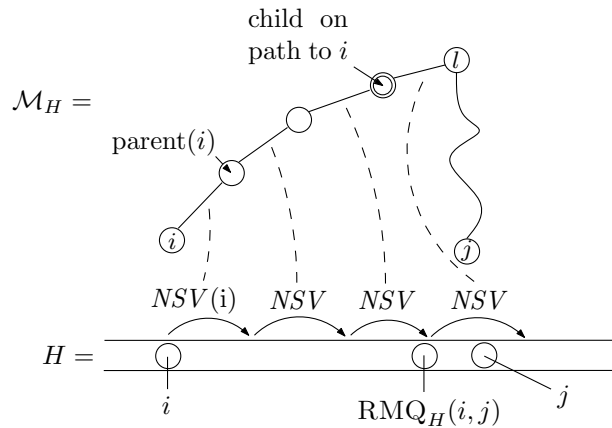 child on
path to i
l
M_H =
parent(i)
i
j
NSV(i) NSV NSV NSV
H =
i
RMQ_H(i, j)
j